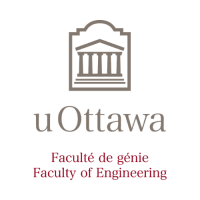 uOttawa
Faculté de génie
Faculty of Engineering